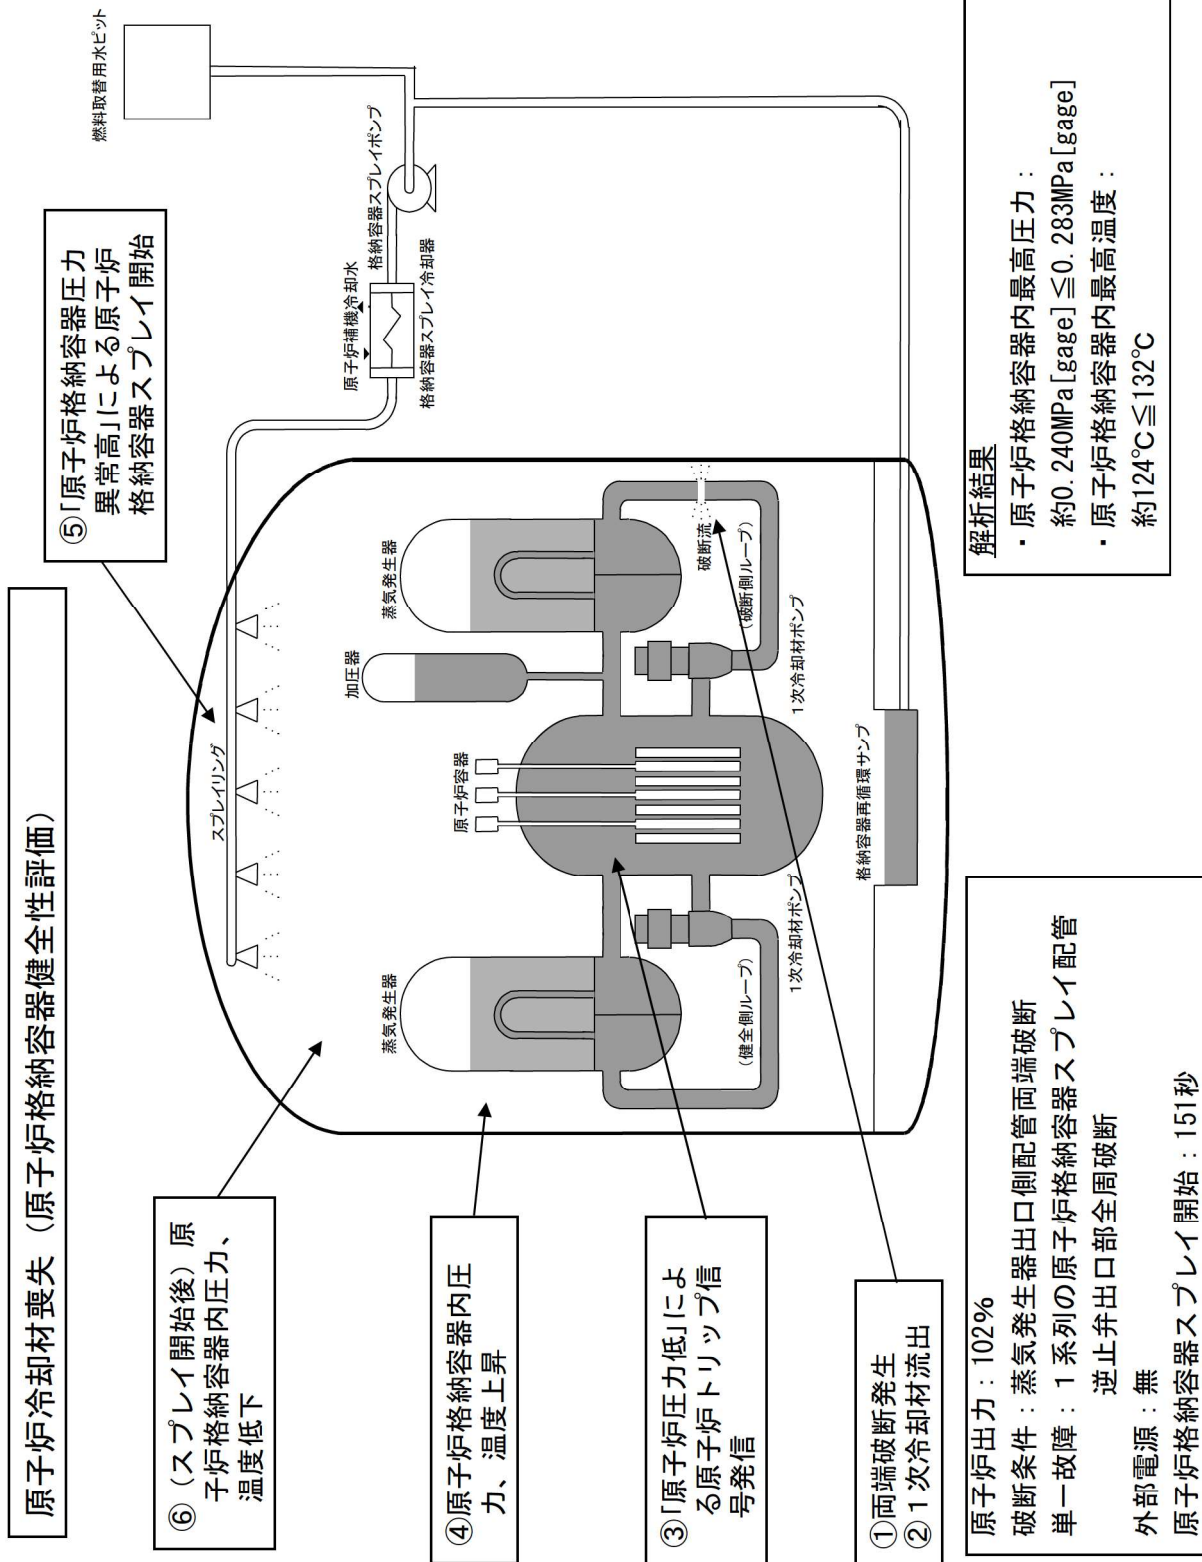 原子炉冷却材喪失（原子炉格納容器健全性評価）
⑤「原子炉格納容器圧力
異常高」による原子炉
格納容器スプレイ開始
燃料取替用水ピット
⑥（スプレイ開始後）原
子炉格納容器内圧力、
温度低下
スプレイリング
原子炉補機冷却水
格納容器スプレイポンプ
格納容器スプレイ冷却器
④原子炉格納容器内圧
力、温度上昇
蒸気発生器
加圧器
蒸気発生器
原子炉容器
破断流
③「原子炉圧力低」によ
る原子炉トリップ信
号発信
（健全側ループ）
（破断側ループ）
1次冷却材ポンプ
1次冷却材ポンプ
格納容器再循環サンプ
①両端破断発生
②１次冷却材流出
原子炉出力：102%
破断条件：蒸気発生器出口側配管両端破断
単一故障：１系列の原子炉格納容器スプレイ配管
逆止弁出口部全周破断
外部電源：無
原子炉格納容器スプレイ開始：151秒
解析結果
・原子炉格納容器内最高圧力：
約0.240MPa[gage]≦0.283MPa[gage]
・原子炉格納容器内最高温度：
約124℃≦132℃